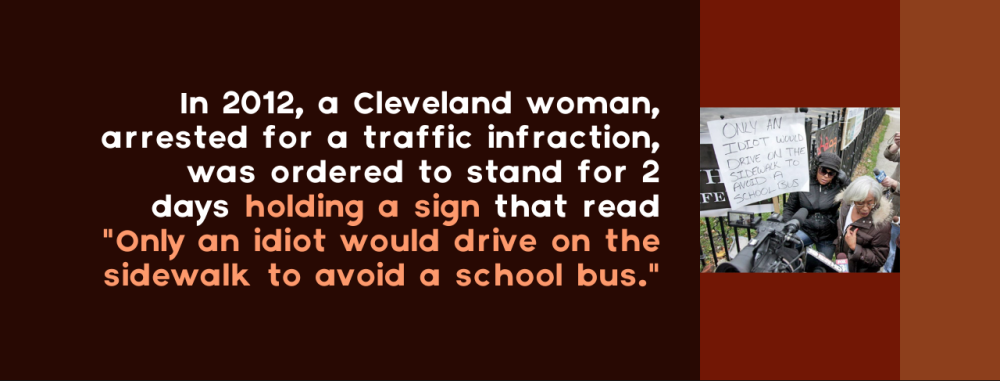 In 2012, a Cleveland woman,
arrested for a traffic infraction,
was ordered to stand for 2
days holding a sign that read
"Only an idiot would drive on the
sidewalk to avoid a school bus."
ONLY AN
IDIOT WOULD
DRIVE ON THE
SIDEWALK TO
AVOID A
SCHOOL BUS
H
FE